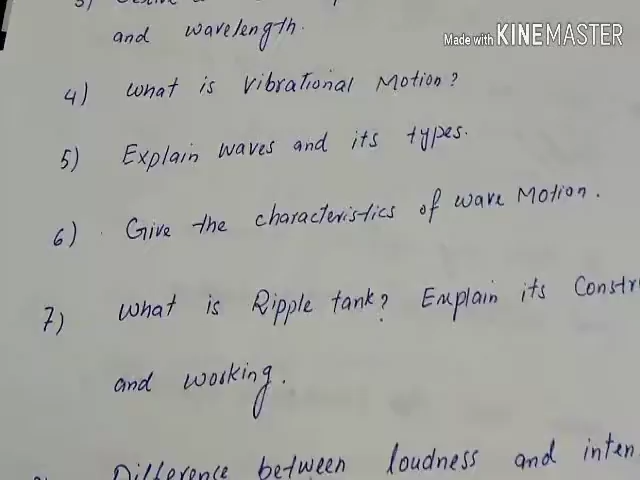 and wavelength.
Made with KINEMASTER
4) What is Vibrational Motion?
5) Explain waves and its types.
6) Give the characteristics of wave Motion.
7) What is Ripple tank? Explain its
and working.
Difference between loudness and